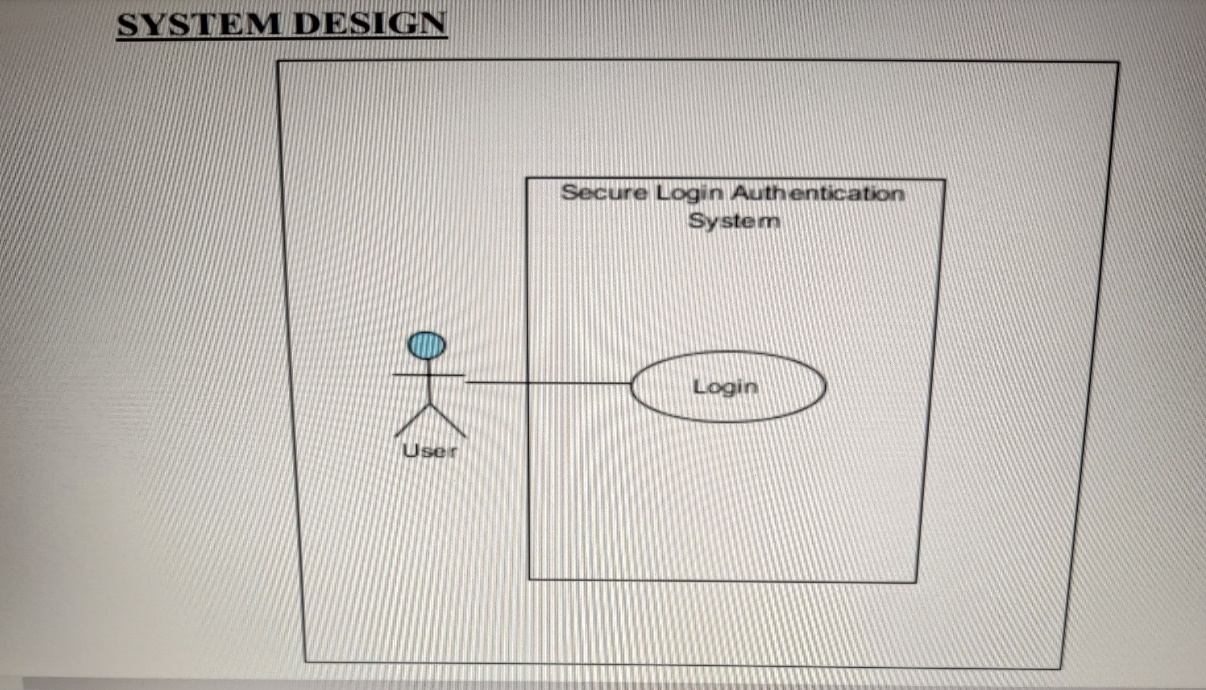 SYSTEM DESIGN
Secure Login Authentication
System
Login
User